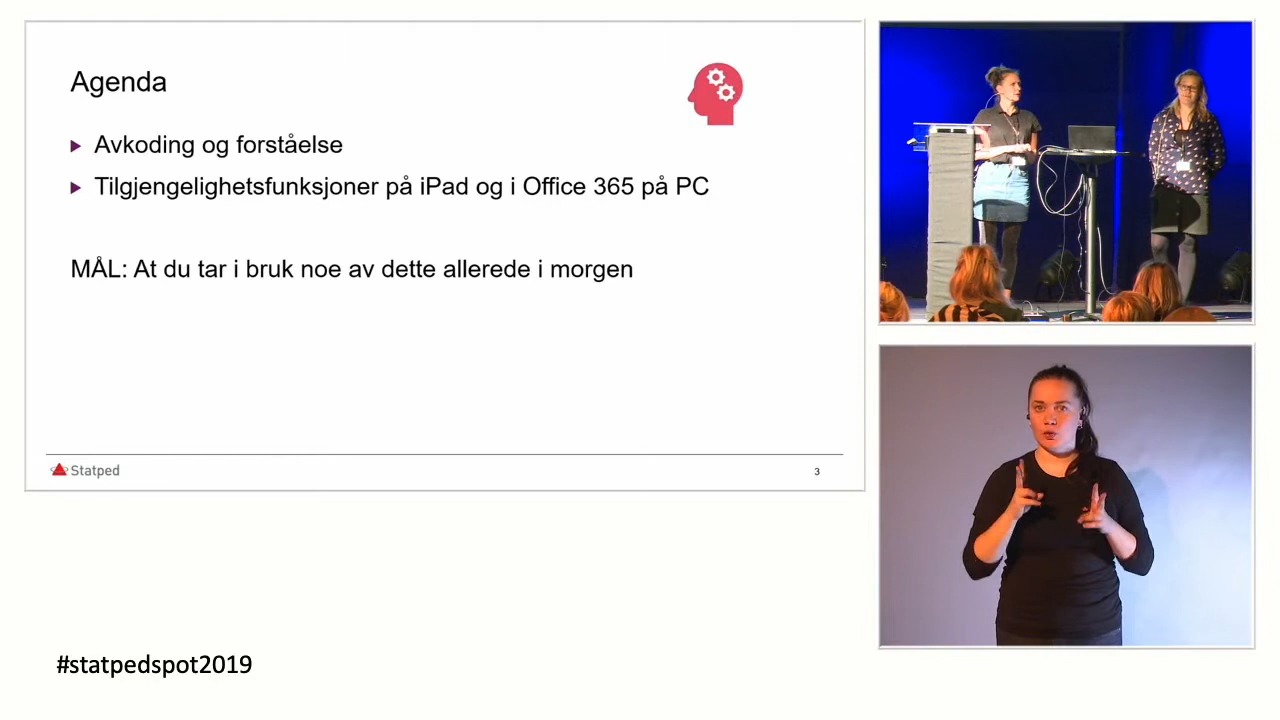 Agenda
Avkoding og forståelse
Tilgjengelighetsfunksjoner på iPad og i Office 365 på PC
MÅL: At du tar i bruk noe av dette allerede i morgen
Statped
3
#statpedspot2019